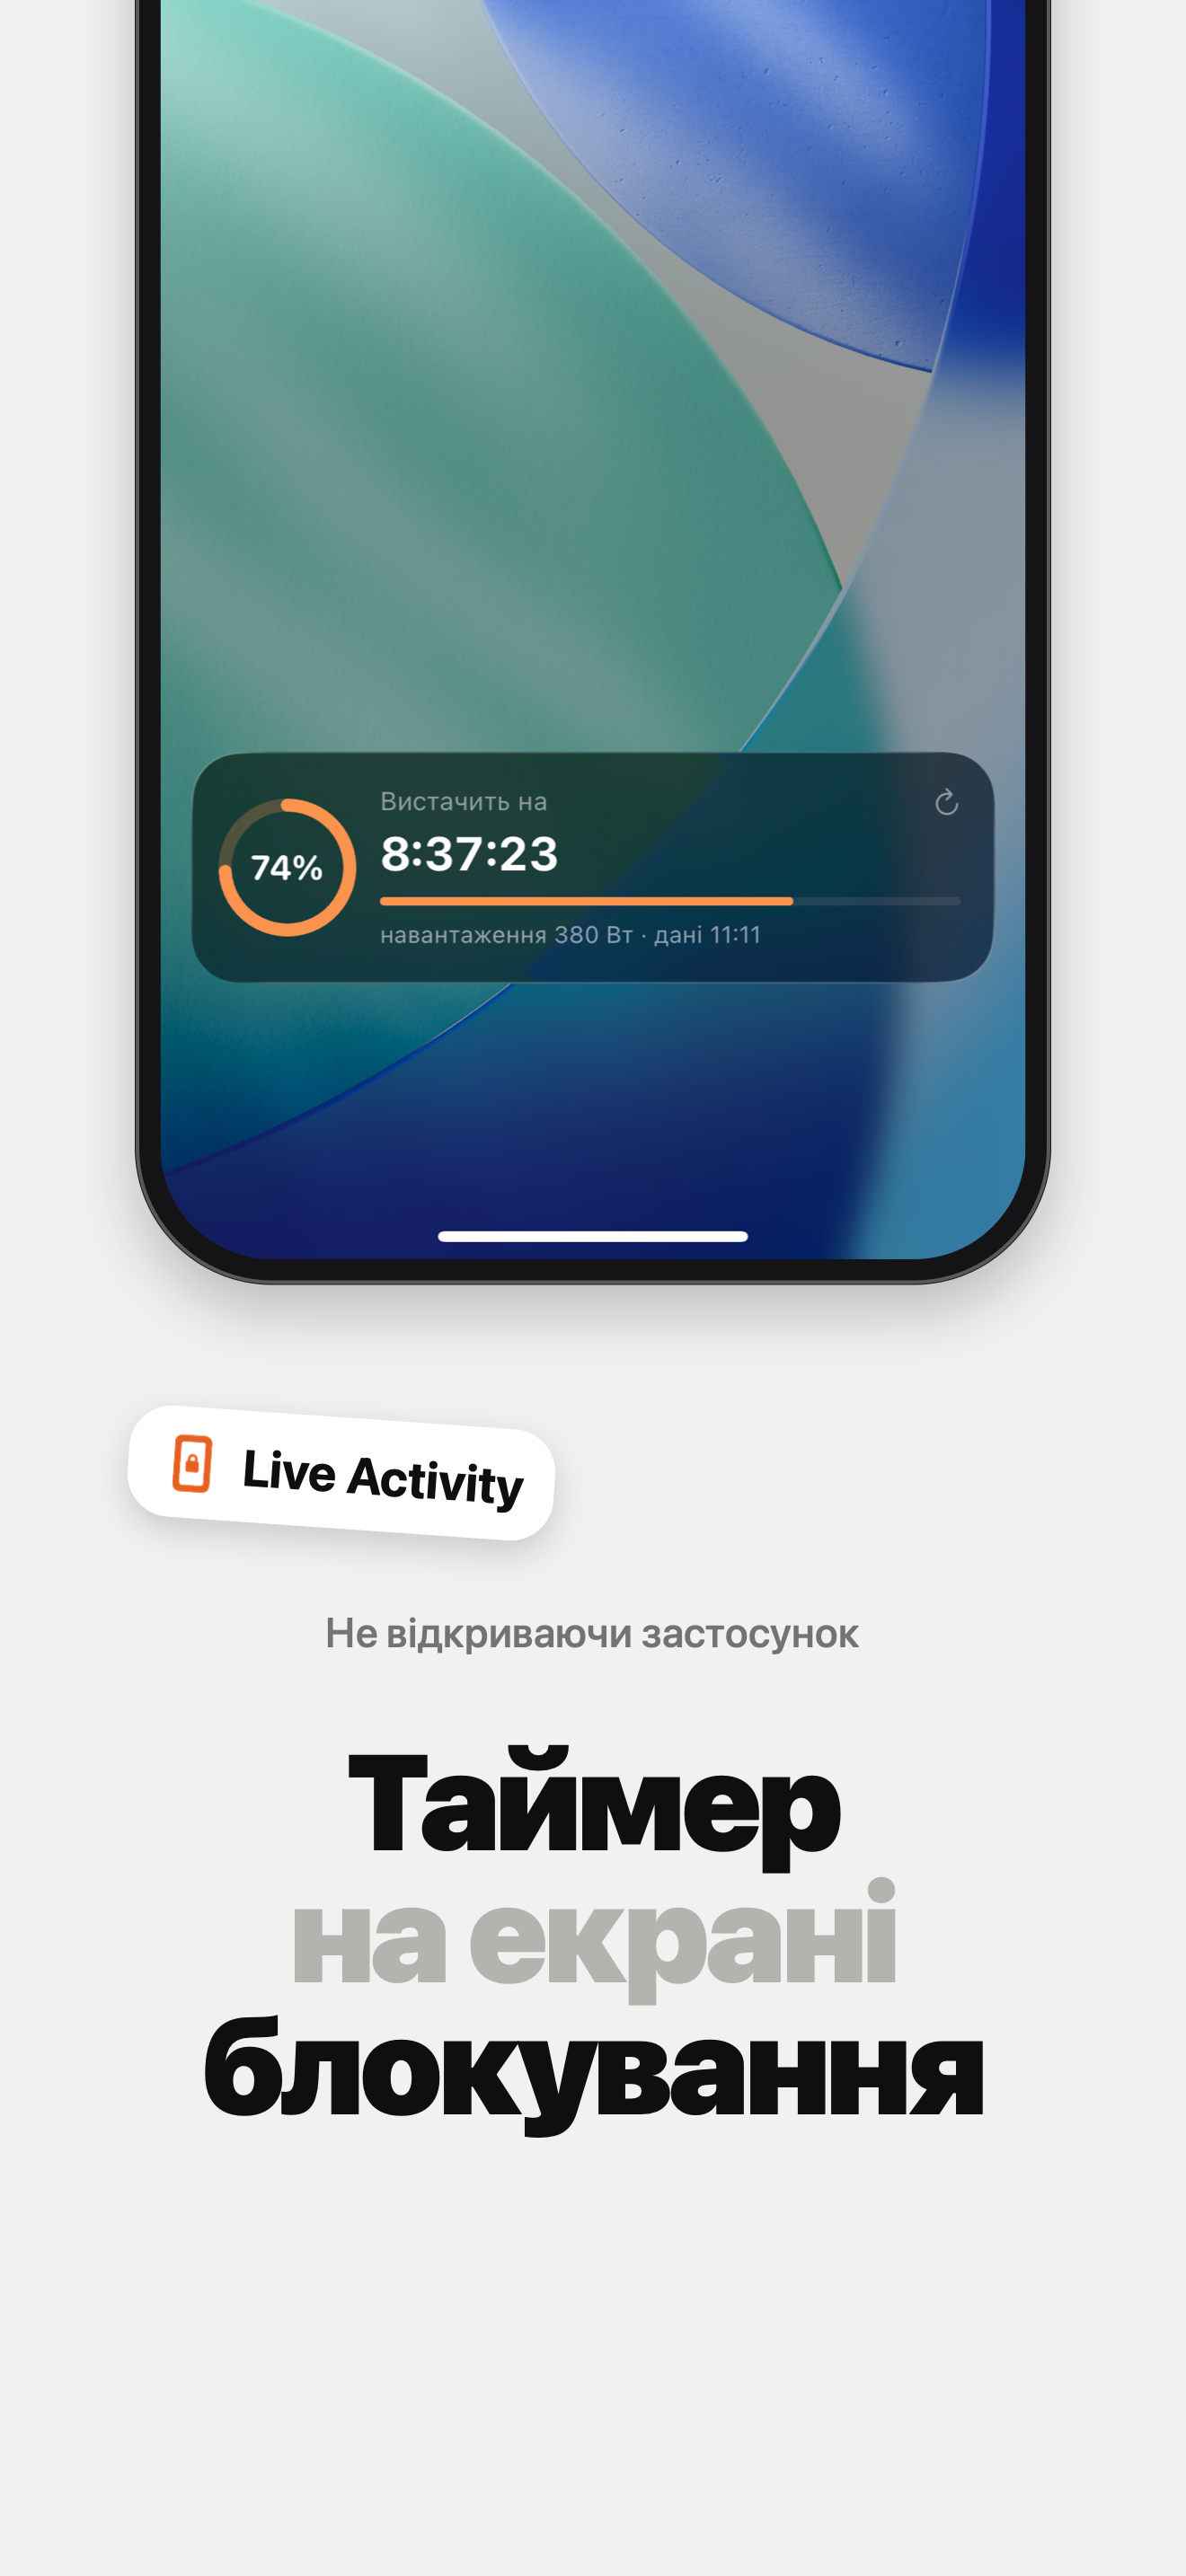 74%
Вистачить на
8:37:23
навантаження 380 Вт · дані 11:11
Live Activity
Не відкриваючи застосунок
Таймер
на екрані
блокування